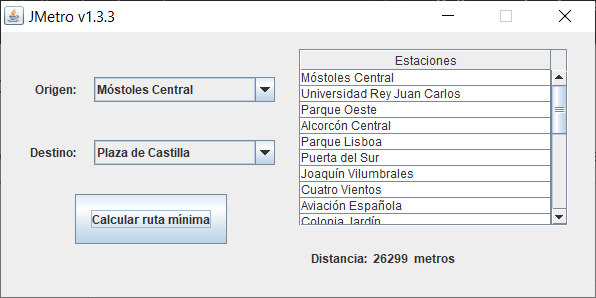 JMetro v1.3.3
Origen: Móstoles Central
Destino: Plaza de Castilla
Calcular ruta mínima
Estaciones
Móstoles Central
Universidad Rey Juan Carlos
Parque Oeste
Alcorcón Central
Parque Lisboa
Puerta del Sur
Joaquín Vilumbrales
Cuatro Vientos
Aviación Española
Colonia Jardín
Distancia: 26299 metros